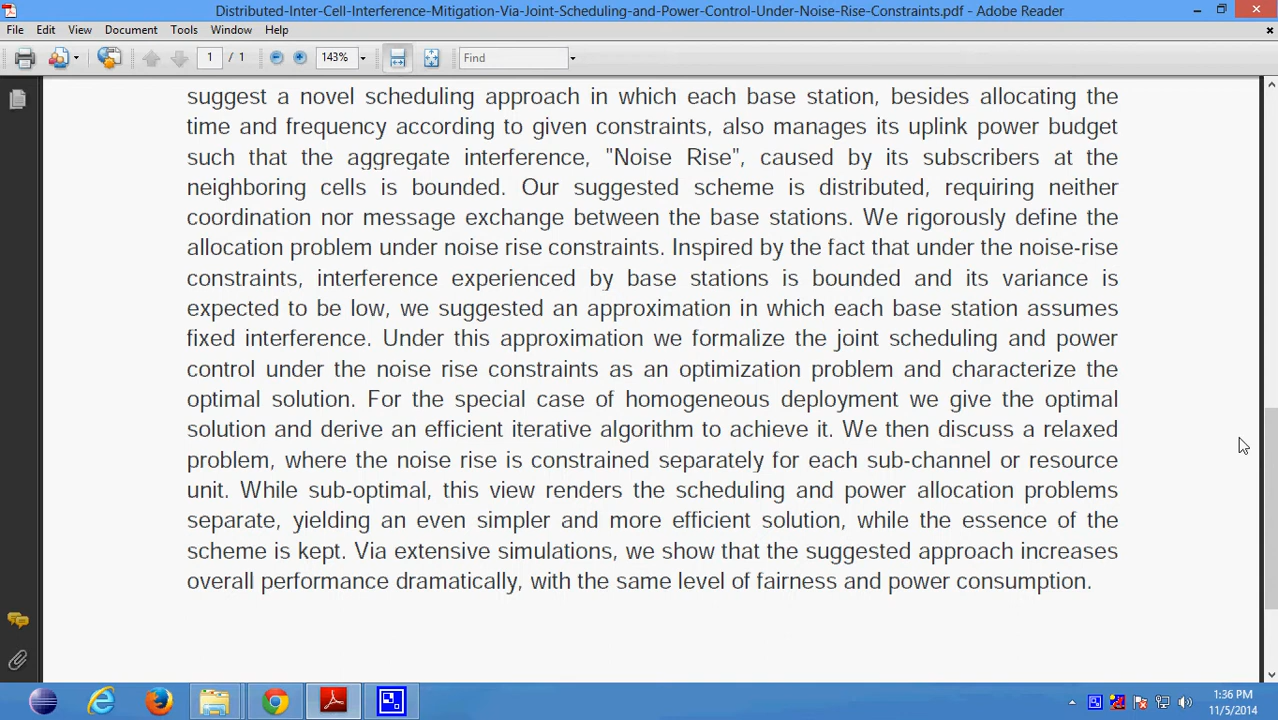 Distributed-Inter-Cell-Interference-Mitigation-Via-Joint-Scheduling-and-Power-Control-Under-Noise-Rise-Constraints.pdf - Adobe Reader
File Edit View Document Tools Window Help
1 / 1 143% Find
suggest a novel scheduling approach in which each base station, besides allocating the
time and frequency according to given constraints, also manages its uplink power budget
such that the aggregate interference, "Noise Rise", caused by its subscribers at the
neighboring cells is bounded. Our suggested scheme is distributed, requiring neither
coordination nor message exchange between the base stations. We rigorously define the
allocation problem under noise rise constraints. Inspired by the fact that under the noise-rise
constraints, interference experienced by base stations is bounded and its variance is
expected to be low, we suggested an approximation in which each base station assumes
fixed interference. Under this approximation we formalize the joint scheduling and power
control under the noise rise constraints as an optimization problem and characterize the
optimal solution. For the special case of homogeneous deployment we give the optimal
solution and derive an efficient iterative algorithm to achieve it. We then discuss a relaxed
problem, where the noise rise is constrained separately for each sub-channel or resource
unit. While sub-optimal, this view renders the scheduling and power allocation problems
separate, yielding an even simpler and more efficient solution, while the essence of the
scheme is kept. Via extensive simulations, we show that the suggested approach increases
overall performance dramatically, with the same level of fairness and power consumption.
1:36 PM
11/5/2014